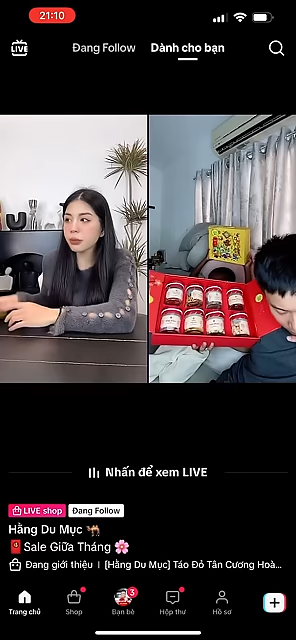 21:10
LIVE
Đang Follow Dành cho bạn
Nhấn để xem LIVE
LIVE shop Đang Follow
Hằng Du Mục 🐪
🧧Sale Giữa Tháng 🌸
Đang giới thiệu | [Hằng Du Mục] Táo Đỏ Tân Cương Hoà...
3
Trang chủ Shop Bạn bè Hộp thư Hồ sơ